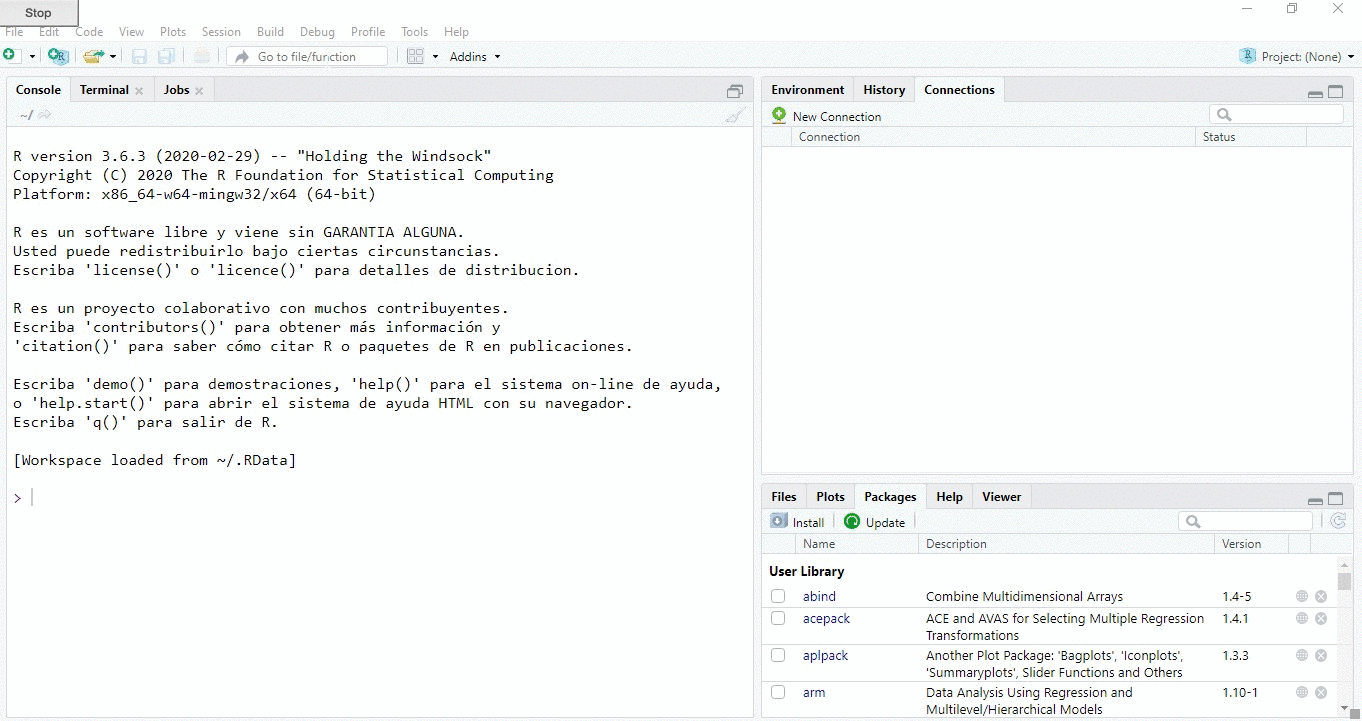 Stop
File Edit Code View Plots Session Build Debug Profile Tools Help
Go to file/function Addins Project: (None)
Console Terminal Jobs
~/
R version 3.6.3 (2020-02-29) -- "Holding the Windsock"
Copyright (C) 2020 The R Foundation for Statistical Computing
Platform: x86_64-w64-mingw32/x64 (64-bit)
R es un software libre y viene sin GARANTIA ALGUNA.
Usted puede redistribuirlo bajo ciertas circunstancias.
Escriba 'license()' o 'licence()' para detalles de distribucion.
R es un proyecto colaborativo con muchos contribuyentes.
Escriba 'contributors()' para obtener más información y
'citation()' para saber cómo citar R o paquetes de R en publicaciones.
Escriba 'demo()' para demostraciones, 'help()' para el sistema on-line de ayuda,
o 'help.start()' para abrir el sistema de ayuda HTML con su navegador.
Escriba 'q()' para salir de R.
[Workspace loaded from ~/.RData]
>
Environment History Connections
New Connection
Connection Status
Files Plots Packages Help Viewer
Install Update
Name Description Version
User Library
abind Combine Multidimensional Arrays 1.4-5
acepack ACE and AVAS for Selecting Multiple Regression 1.4.1
Transformations
aplpack Another Plot Package: 'Bagplots', 'Iconplots', 1.3.3
'Summaryplots', Slider Functions and Others
arm Data Analysis Using Regression and 1.10-1
Multilevel/Hierarchical Models